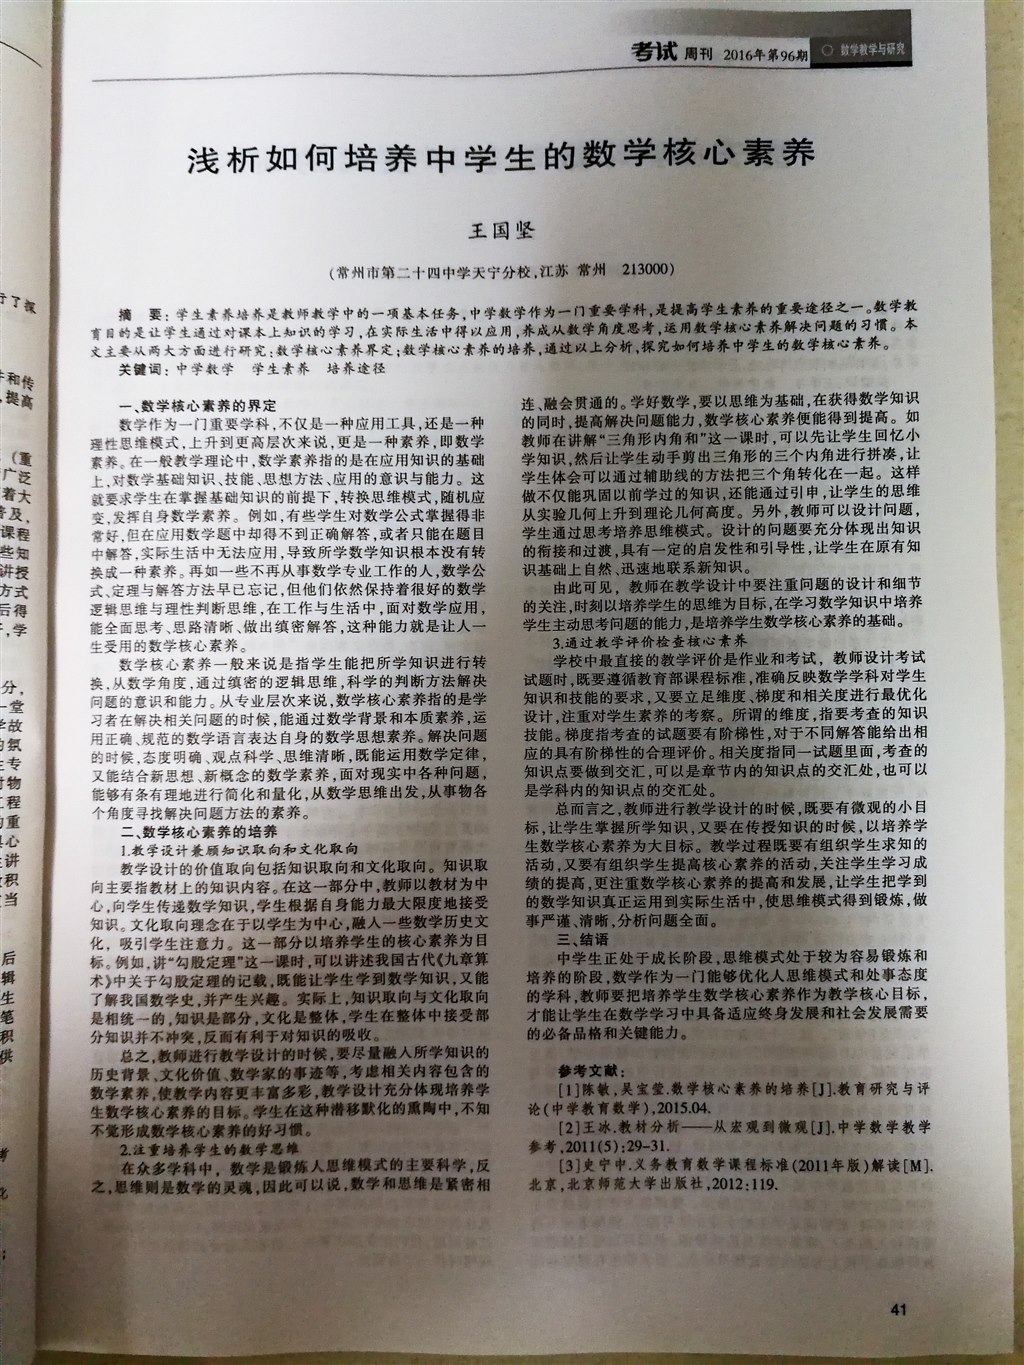 考试 周刊 2016年第96期 ○ 数学教学与研究
浅析如何培养中学生的数学核心素养
王国坚
(常州市第二十四中学天宁分校,江苏 常州 213000)
摘 要:学生素养培养是教师教学中的一项基本任务,中学数学作为一门重要学科,是提高学生素养的重要途径之一。数学教
育目的是让学生通过对课本上知识的学习,在实际生活中得以应用,养成从数学角度思考,运用数学核心素养解决问题的习惯。本
文主要从两大方面进行研究:数学核心素养界定;数学核心素养的培养,通过以上分析,探究如何培养中学生的数学核心素养。
关键词:中学数学 学生素养 培养途径
一、数学核心素养的界定
数学作为一门重要学科,不仅是一种应用工具,还是一种
理性思维模式,上升到更高层次来说,更是一种素养,即数学
素养。在一般教学理论中,数学素养指的是在应用知识的基础
上,对数学基础知识、技能、思想方法、应用的意识与能力。这
就要求学生在掌握基础知识的前提下,转换思维模式,随机应
变,发挥自身数学素养。例如,有些学生对数学公式掌握得非
常好,但在应用数学题中却得不到正确解答,或者只能在题目
中解答,实际生活中无法应用,导致所学数学知识根本没有转
换成一种素养。再如一些不再从事数学专业工作的人,数学公
式、定理与解答方法早已忘记,但他们依然保持着很好的数学
逻辑思维与理性判断思维,在工作与生活中,面对数学应用,
能全面思考、思路清晰、做出缜密解答,这种能力就是让人一
生受用的数学核心素养。
数学核心素养一般来说是指学生能把所学知识进行转
换,从数学角度,通过缜密的逻辑思维,科学的判断方法解决
问题的意识和能力。从专业层次来说,数学核心素养指的是学
习者在解决相关问题的时候,能通过数学背景和本质素养,运
用正确、规范的数学语言表达自身的数学思想素养。解决问题
的时候,态度明确、观点科学、思维清晰,既能运用数学定律,
又能结合新思想、新概念的数学素养,面对现实中各种问题,
能够有条有理地进行简化和量化,从数学思维出发,从事物各
个角度寻找解决问题方法的素养。
二、数学核心素养的培养
1.教学设计兼顾知识取向和文化取向
教学设计的价值取向包括知识取向和文化取向。知识取
向主要指教材上的知识内容。在这一部分中,教师以教材为中
心,向学生传递数学知识,学生根据自身能力最大限度地接受
知识。文化取向理念在于以学生为中心,融入一些数学历史文
化,吸引学生注意力。这一部分以培养学生的核心素养为目
标。例如,讲“勾股定理”这一课时,可以讲述我国古代《九章算
术》中关于勾股定理的记载,既能让学生学到数学知识,又能
了解我国数学史,并产生兴趣。实际上,知识取向与文化取向
是相统一的,知识是部分,文化是整体,学生在整体中接受部
分知识并不冲突,反而有利于对知识的吸收。
总之,教师进行教学设计的时候,要尽量融入所学知识的
历史背景、文化价值、数学家的事迹等,考虑相关内容包含的
数学素养,使教学内容更丰富多彩,教学设计充分体现培养学
生数学核心素养的目标。学生在这种潜移默化的熏陶中,不知
不觉形成数学核心素养的好习惯。
2.注重培养学生的数学思维
在众多学科中,数学是锻炼人思维模式的主要科学,反
之,思维则是数学的灵魂,因此可以说,数学和思维是紧密相
连、融会贯通的。学好数学,要以思维为基础,在获得数学知识
的同时,提高解决问题能力,数学核心素养便能得到提高。如
教师在讲解“三角形内角和”这一课时,可以先让学生回忆小
学知识,然后让学生动手剪出三角形的三个内角进行拼凑,让
学生体会可以通过辅助线的方法把三个角转化在一起。这样
做不仅能巩固以前学过的知识,还能通过引申,让学生的思维
从实验几何上升到理论几何高度。另外,教师可以设计问题,
学生通过思考培养思维模式。设计的问题要充分体现出知识
的衔接和过渡,具有一定的启发性和引导性,让学生在原有知
识基础上自然、迅速地联系新知识。
由此可见,教师在教学设计中要注重问题的设计和细节
的关注,时刻以培养学生的思维为目标,在学习数学知识中培养
学生主动思考问题的能力,是培养学生数学核心素养的基础。
3.通过教学评价检查核心素养
学校中最直接的教学评价是作业和考试,教师设计考试
试题时,既要遵循教育部课程标准,准确反映数学学科对学生
知识和技能的要求,又要立足维度、梯度和相关度进行最优化
设计,注重对学生素养的考察。所谓的维度,指要考查的知识
技能。梯度指考查的试题要有阶梯性,对于不同解答能给出相
应的具有阶梯性的合理评价。相关度指同一试题里面,考查的
知识点要做到交汇,可以是章节内的知识点的交汇处,也可以
是学科内的知识点的交汇处。
总而言之,教师进行教学设计的时候,既要有微观的小目
标,让学生掌握所学知识,又要在传授知识的时候,以培养学
生数学核心素养为大目标。教学过程既要有组织学生求知的
活动,又要有组织学生提高核心素养的活动,关注学生学习成
绩的提高,更注重数学核心素养的提高和发展,让学生把学到
的数学知识真正运用到实际生活中,使思维模式得到锻炼,做
事严谨、清晰,分析问题全面。
三、结语
中学生正处于成长阶段,思维模式处于较为容易锻炼和
培养的阶段,数学作为一门能够优化人思维模式和处事态度
的学科,教师要把培养学生数学核心素养作为教学核心目标,
才能让学生在数学学习中具备适应终身发展和社会发展需要
的必备品格和关键能力。
参考文献:
[1]陈敏,吴宝莹.数学核心素养的培养[J].教育研究与评
论(中学教育数学),2015.04.
[2]王冰.教材分析——从宏观到微观[J].中学数学教学
参考,2011(5):29-31.
[3]史宁中.义务教育数学课程标准(2011年版)解读[M].
北京,北京师范大学出版社,2012:119.
41